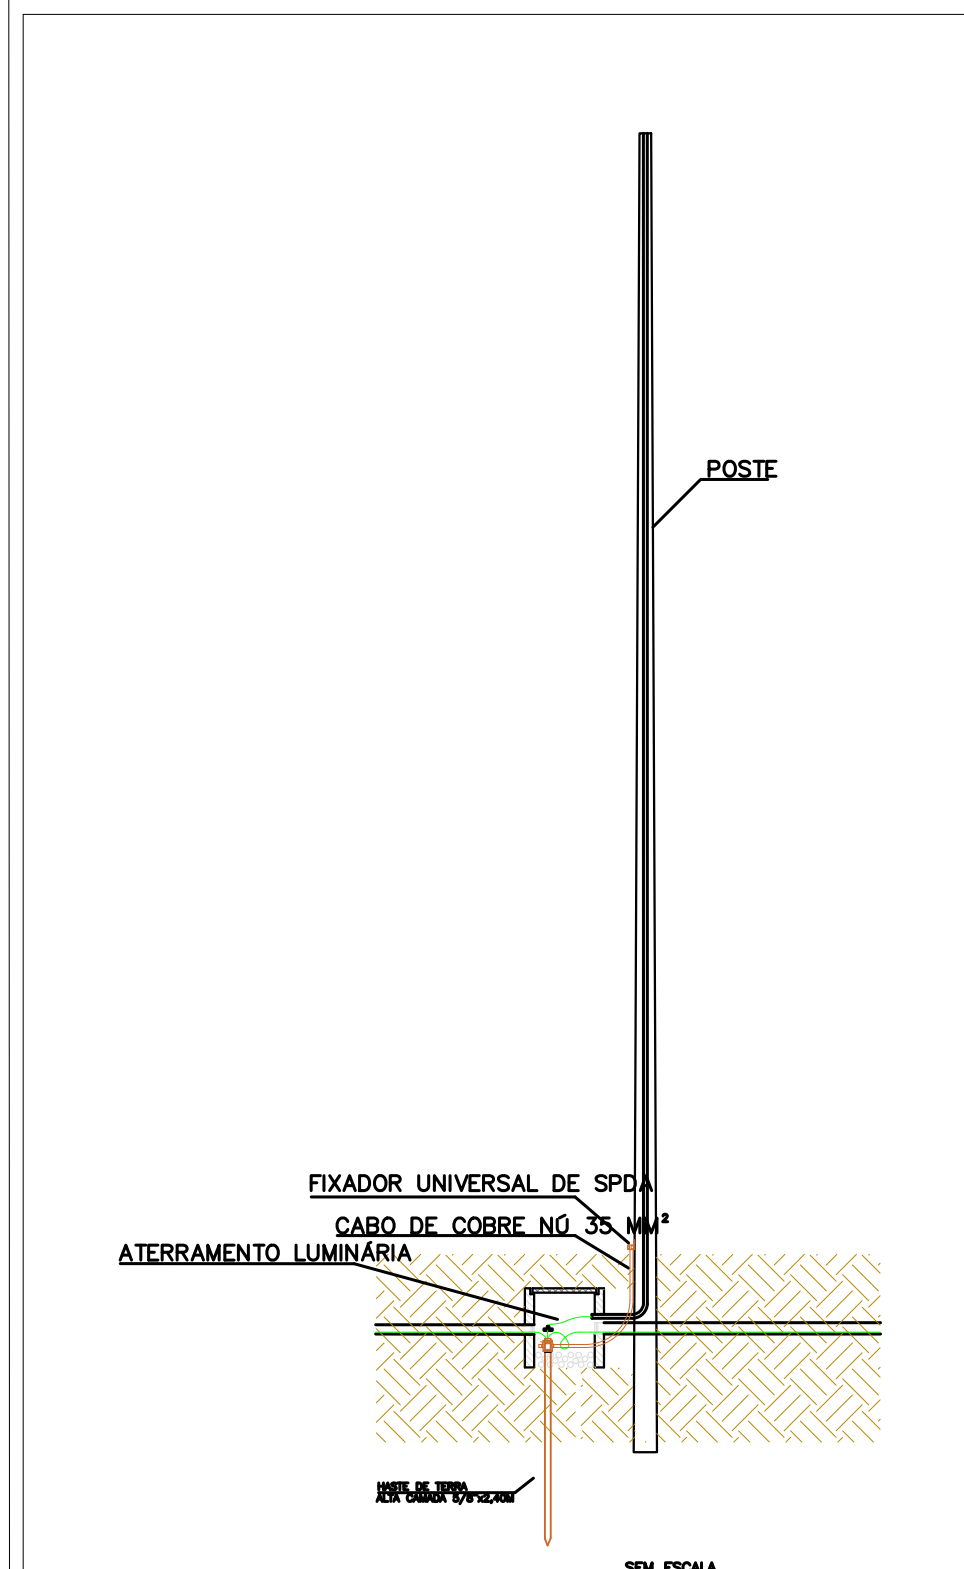 POSTE
FIXADOR UNIVERSAL DE SPDA
CABO DE COBRE NÚ 35 MM²
ATERRAMENTO LUMINÁRIA
HASTE DE TERRA
ALTA CAMADA 5/8"x2,40M
SEM ESCALA